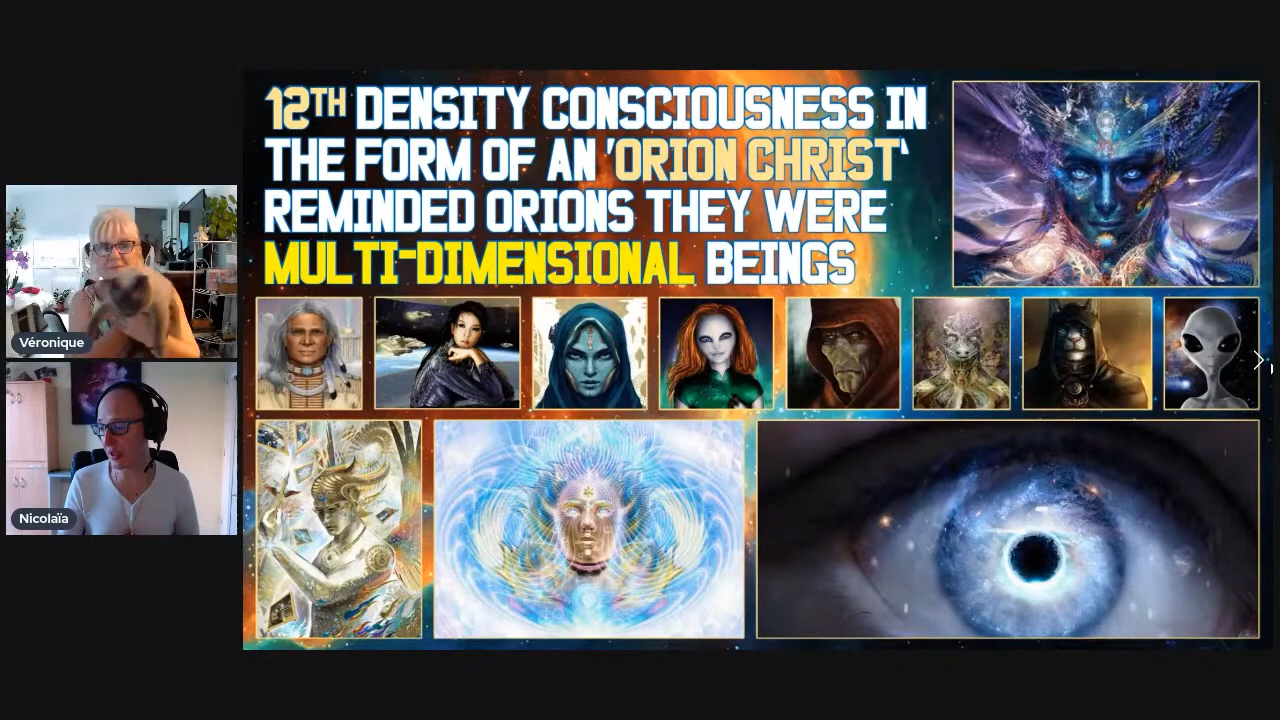 12TH DENSITY CONSCIOUSNESS IN
THE FORM OF AN 'ORION CHRIST‘
REMINDED ORIONS THEY WERE
MULTI-DIMENSIONAL BEINGS
Véronique
Nicolaïa